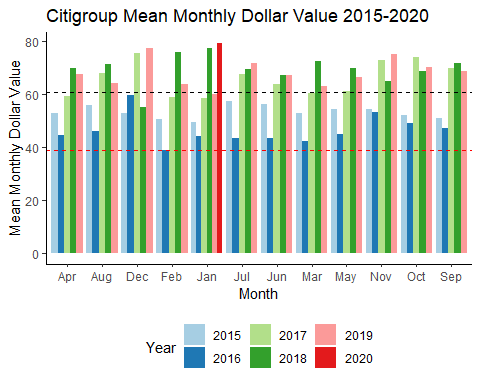 Citigroup Mean Monthly Dollar Value 2015-2020
Mean Monthly Dollar Value
80
60
40
20
0
Apr Aug Dec Feb Jan Jul Jun Mar May Nov Oct Sep
Month
Year
2015 2017 2019
2016 2018 2020